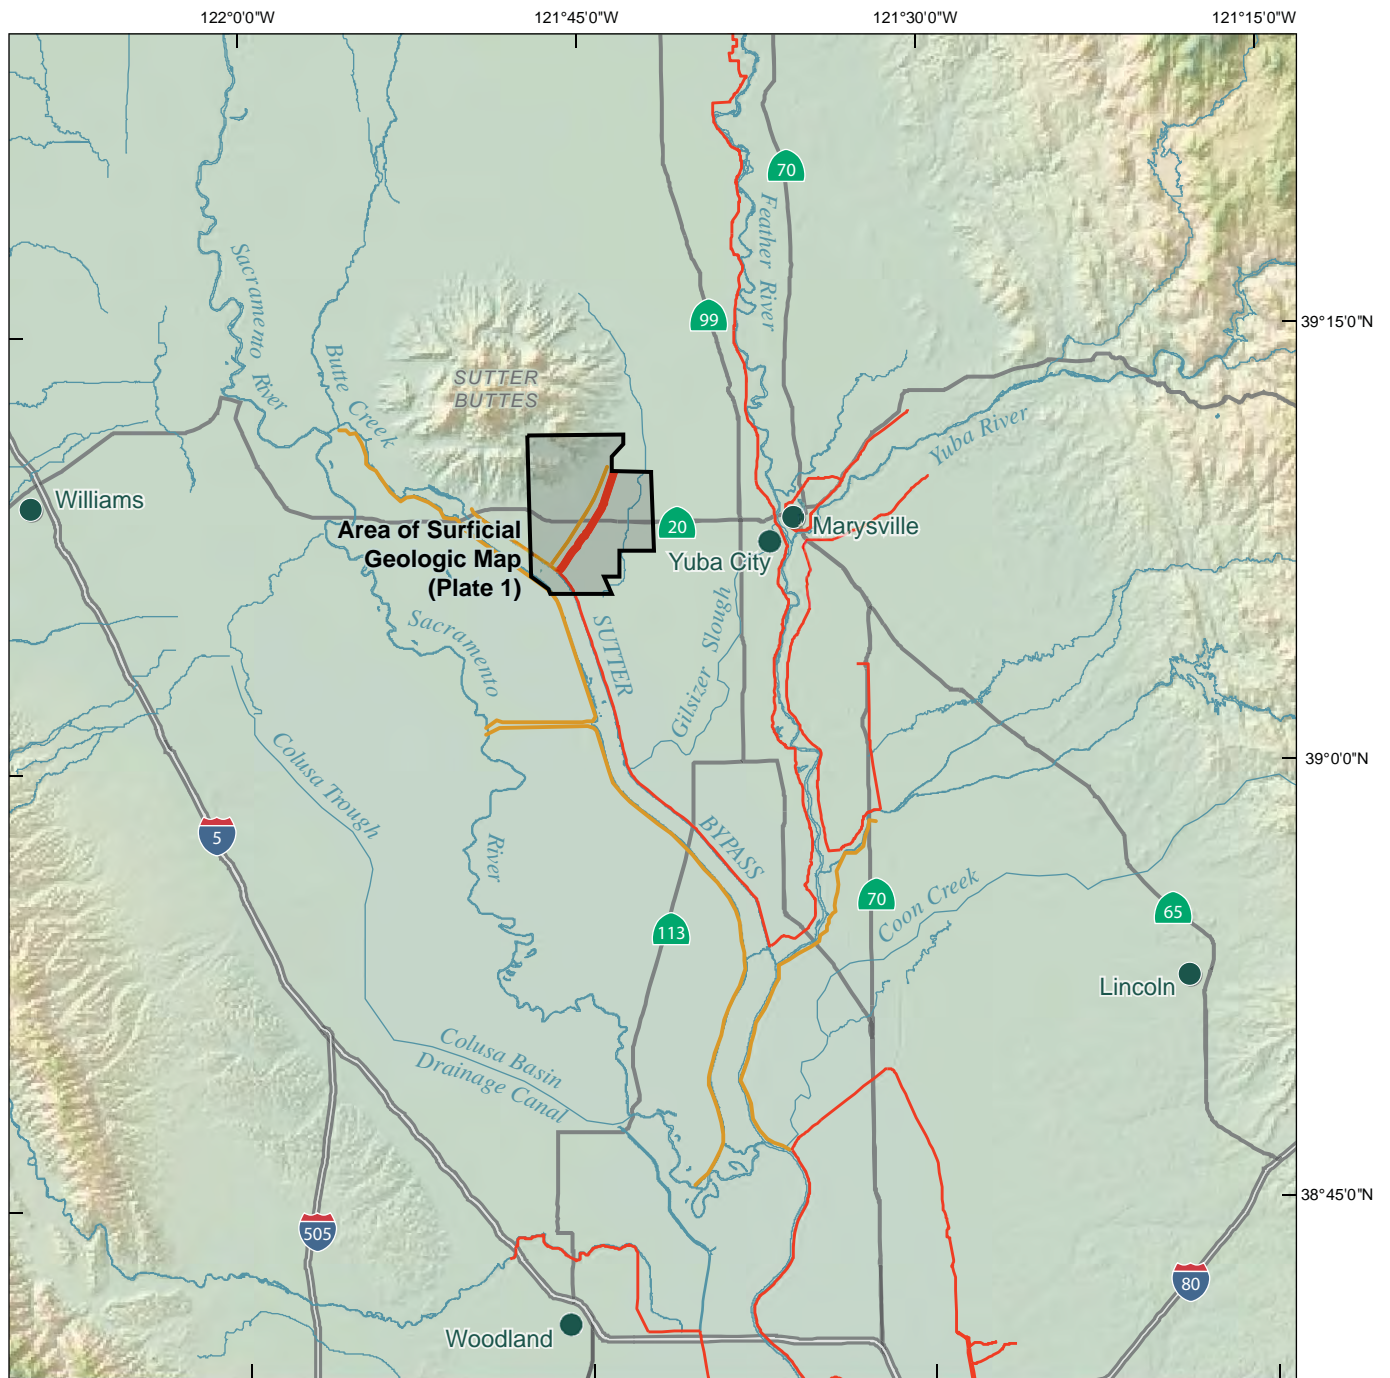 122°0'0"W
121°45'0"W
121°30'0"W
121°15'0"W
70
Feather River
Sacramento River
99
39°15'0"N
Butte Creek
SUTTER
BUTTES
Yuba River
Williams
Area of Surficial
Geologic Map
(Plate 1)
20
Marysville
Yuba City
Sacramento
SUTTER
Gilsizer Slough
39°0'0"N
Colusa Trough
5
River
BYPASS
70
Coon Creek
65
113
Lincoln
Colusa Basin
Drainage Canal
38°45'0"N
505
80
Woodland